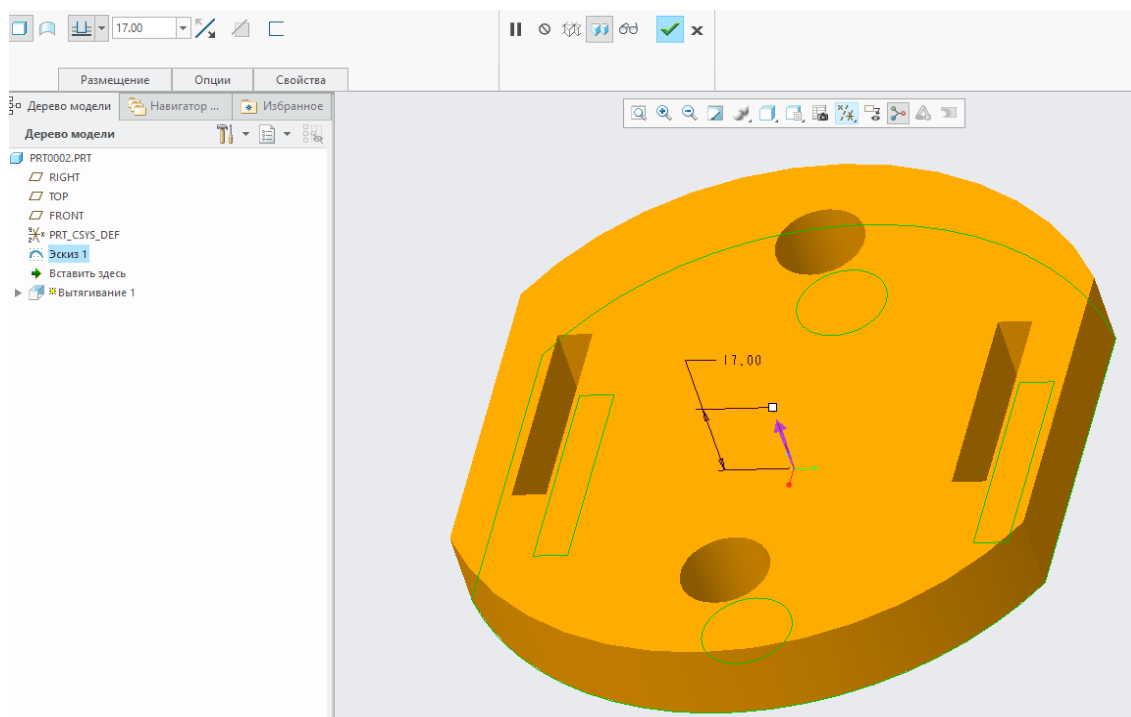 17.00
Размещение Опции Свойства
Дерево модели Навигатор ... Избранное
Дерево модели
PRT0002.PRT
RIGHT
TOP
FRONT
PRT_CSYS_DEF
Эскиз 1
Вставить здесь
Вытягивание 1
17.00